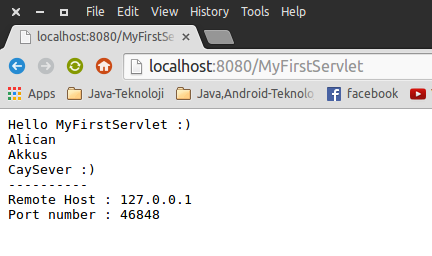 File Edit View History Tools Help
localhost:8080/MyFirstSe
localhost:8080/MyFirstServlet
Apps Java-Teknoloji Java,Android-Teknolo facebook
Hello MyFirstServlet :)
Alican
Akkus
CaySever :)
----------
Remote Host : 127.0.0.1
Port number : 46848